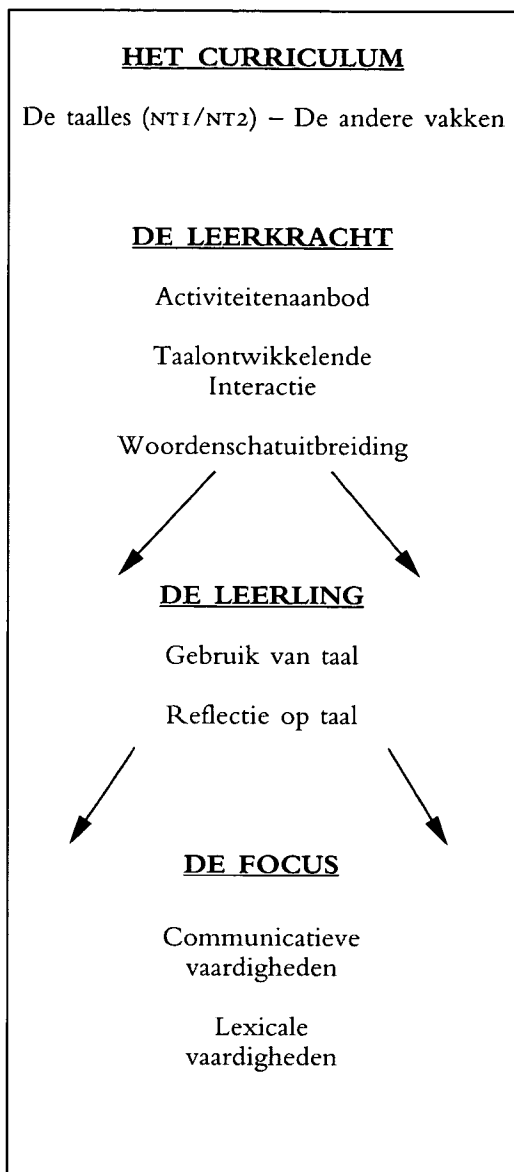 HET CURRICULUM
De taalles (NT1/NT2) – De andere vakken
DE LEERKRACHT
Activiteitenaanbod
Taalontwikkelende
Interactie
Woordenschatuitbreiding
DE LEERLING
Gebruik van taal
Reflectie op taal
DE FOCUS
Communicatieve
vaardigheden
Lexicale
vaardigheden